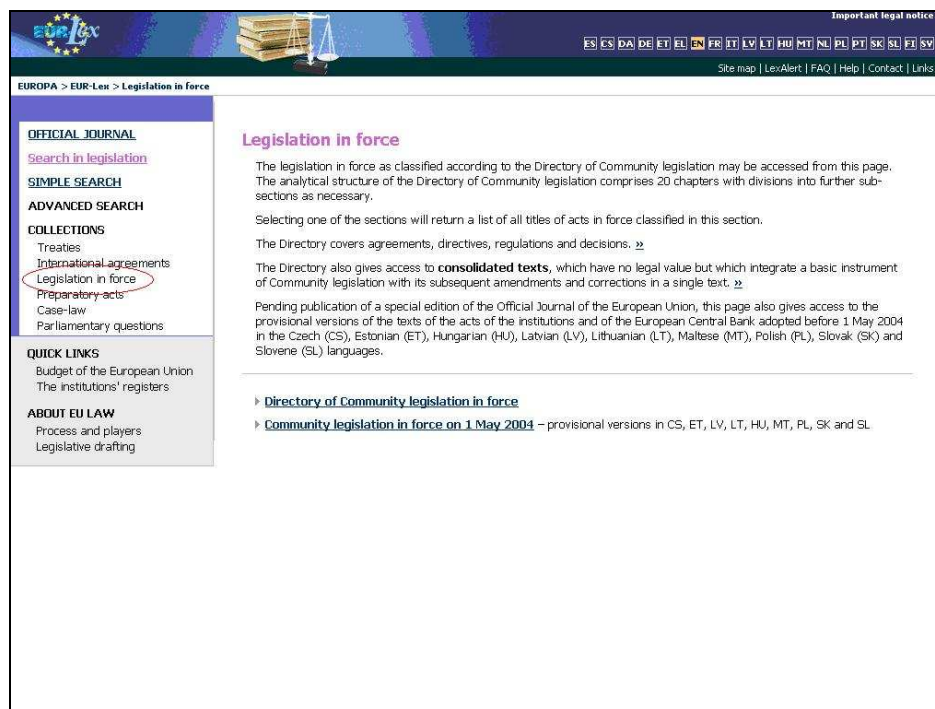 Important legal notice
EUR Lex
ES CS DA DE ET EL EN FR IT LV LT HU MT NL PL PT SK SL FI SV
Site map | LexAlert | FAQ | Help | Contact | Links
EUROPA > EUR-Lex > Legislation in force
OFFICIAL JOURNAL
Search in legislation
SIMPLE SEARCH
ADVANCED SEARCH
COLLECTIONS
Treaties
International agreements
Legislation in force
Preparatory acts
Case-law
Parliamentary questions
QUICK LINKS
Budget of the European Union
The institutions' registers
ABOUT EU LAW
Process and players
Legislative drafting
Legislation in force
The legislation in force as classified according to the Directory of Community legislation may be accessed from this page.
The analytical structure of the Directory of Community legislation comprises 20 chapters with divisions into further sub-
sections as necessary.
Selecting one of the sections will return a list of all titles of acts in force classified in this section.
The Directory covers agreements, directives, regulations and decisions. »
The Directory also gives access to consolidated texts, which have no legal value but which integrate a basic instrument
of Community legislation with its subsequent amendments and corrections in a single text. »
Pending publication of a special edition of the Official Journal of the European Union, this page also gives access to the
provisional versions of the texts of the acts of the institutions and of the European Central Bank adopted before 1 May 2004
in the Czech (CS), Estonian (ET), Hungarian (HU), Latvian (LV), Lithuanian (LT), Maltese (MT), Polish (PL), Slovak (SK) and
Slovene (SL) languages.
Directory of Community legislation in force
Community legislation in force on 1 May 2004 – provisional versions in CS, ET, LV, LT, HU, MT, PL, SK and SL